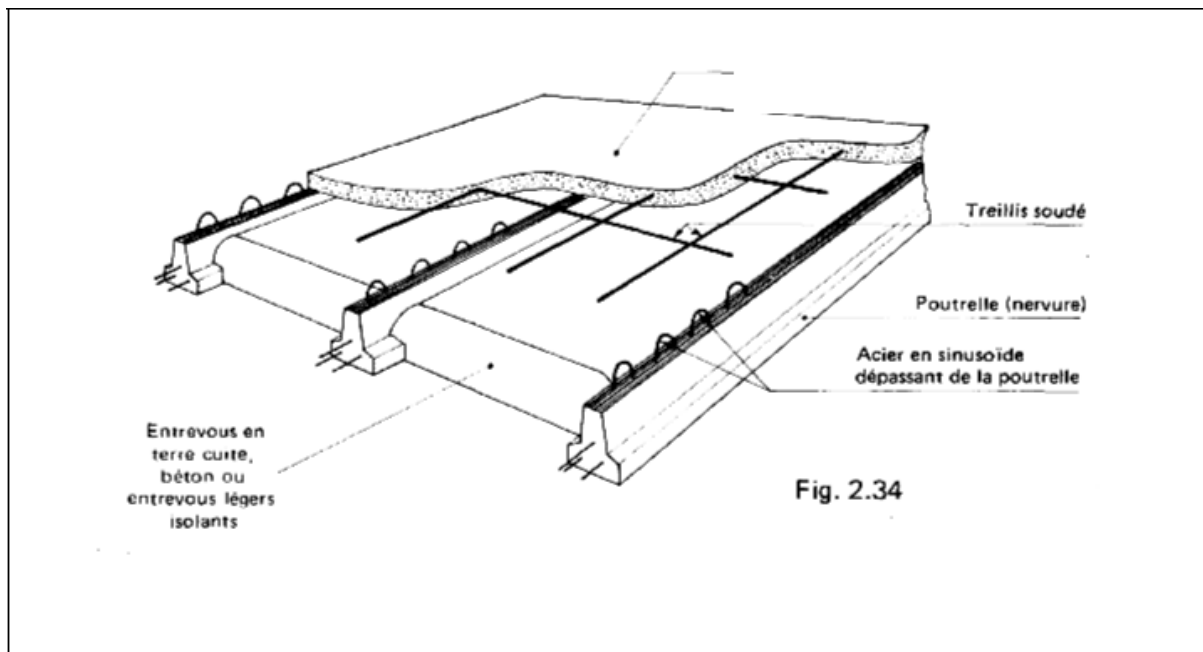 Treillis soudé
Poutrelle (nervure)
Acier en sinusoïde
dépassant de la poutrelle
Entrevous en
terre cuite,
béton ou
entrevous légers
isolants
Fig. 2.34